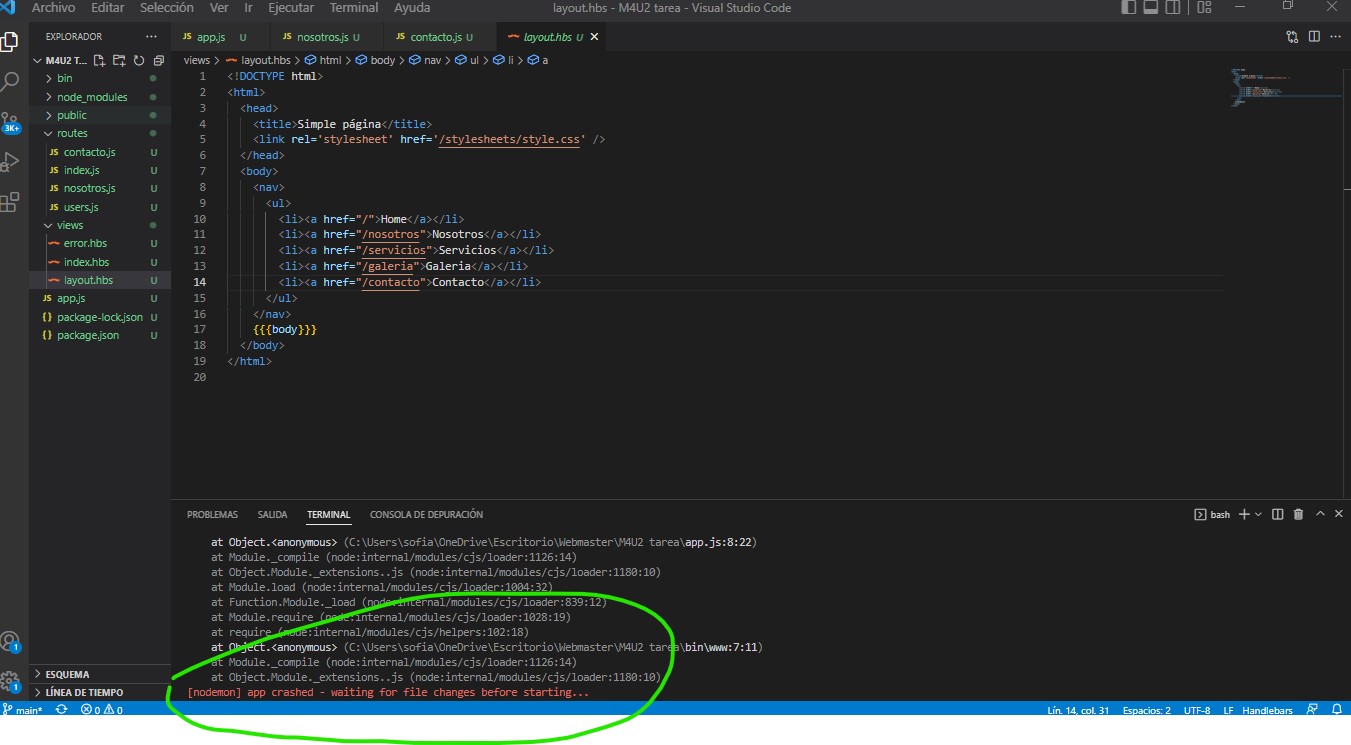 Archivo Editar Selección Ver Ir Ejecutar Terminal Ayuda layout.hbs - M4U2 tarea - Visual Studio Code
EXPLORADOR ...
app.js U nosotros.js U contacto.js U layout.hbs U
M4U2 T...
views > layout.hbs > html > body > nav > ul > li > a
bin
node_modules
public
routes
JS contacto.js U
JS index.js U
JS nosotros.js U
JS users.js U
views
error.hbs U
index.hbs U
layout.hbs U
JS app.js U
{} package-lock.json U
{} package.json U
3K+
1 <!DOCTYPE html>
2 <html>
3 <head>
4 <title>Simple página</title>
5 <link rel='stylesheet' href='/stylesheets/style.css' />
6 </head>
7 <body>
8 <nav>
9 <ul>
10 <li><a href="/">Home</a></li>
11 <li><a href="/nosotros">Nosotros</a></li>
12 <li><a href="/servicios">Servicios</a></li>
13 <li><a href="/galeria">Galeria</a></li>
14 <li><a href="/contacto">Contacto</a></li>
15 </ul>
16 </nav>
17 {{{body}}}
18 </body>
19 </html>
20
PROBLEMAS SALIDA TERMINAL CONSOLA DE DEPURACIÓN bash
at Object.<anonymous> (C:\Users\sofia\OneDrive\Escritorio\Webmaster\M4U2 tarea\app.js:8:22)
at Module._compile (node:internal/modules/cjs/loader:1126:14)
at Object.Module._extensions..js (node:internal/modules/cjs/loader:1180:10)
at Module.load (node:internal/modules/cjs/loader:1004:32)
at Function.Module._load (node:internal/modules/cjs/loader:839:12)
at Module.require (node:internal/modules/cjs/loader:1028:19)
at require (node:internal/modules/cjs/helpers:102:18)
at Object.<anonymous> (C:\Users\sofia\OneDrive\Escritorio\Webmaster\M4U2 tarea\bin\www:7:11)
at Module._compile (node:internal/modules/cjs/loader:1126:14)
at Object.Module._extensions..js (node:internal/modules/cjs/loader:1180:10)
[nodemon] app crashed - waiting for file changes before starting...
1
1
ESQUEMA
LÍNEA DE TIEMPO
main* 0 0 Lín. 14, col. 31 Espacios: 2 UTF-8 LF Handlebars